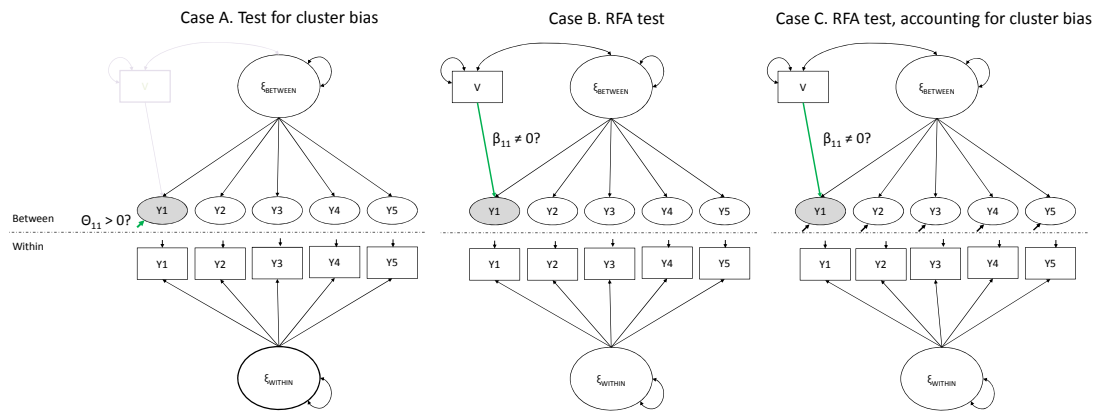 Case A. Test for cluster bias
Case B. RFA test
Case C. RFA test, accounting for cluster bias
V
ξBETWEEN
V
ξBETWEEN
V
ξBETWEEN
β11 ≠ 0?
β11 ≠ 0?
Between
Θ11 > 0?
Y1 Y2 Y3 Y4 Y5
Y1 Y2 Y3 Y4 Y5
Y1 Y2 Y3 Y4 Y5
Within
Y1 Y2 Y3 Y4 Y5
Y1 Y2 Y3 Y4 Y5
Y1 Y2 Y3 Y4 Y5
ξWITHIN
ξWITHIN
ξWITHIN